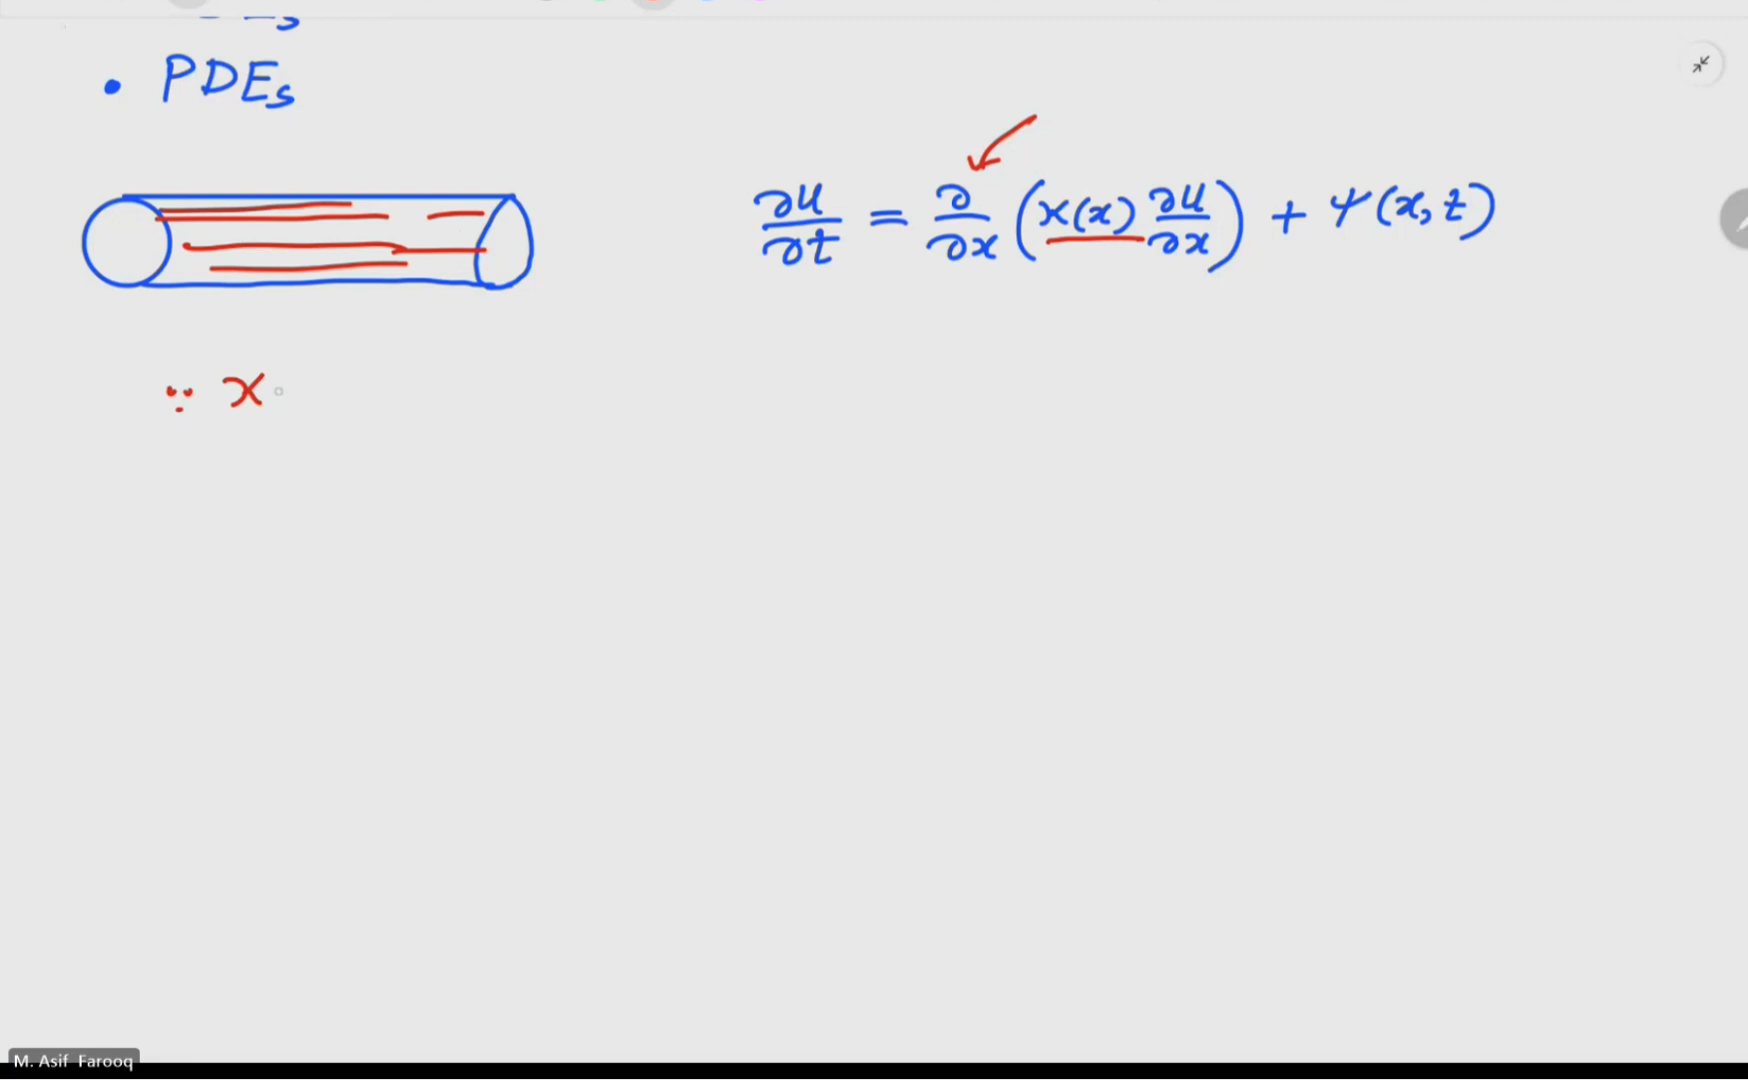 • PDEs
∂u/∂t = ∂/∂x (κ(x) ∂u/∂x) + ψ(x, t)
∵ x
M. Asif Farooq